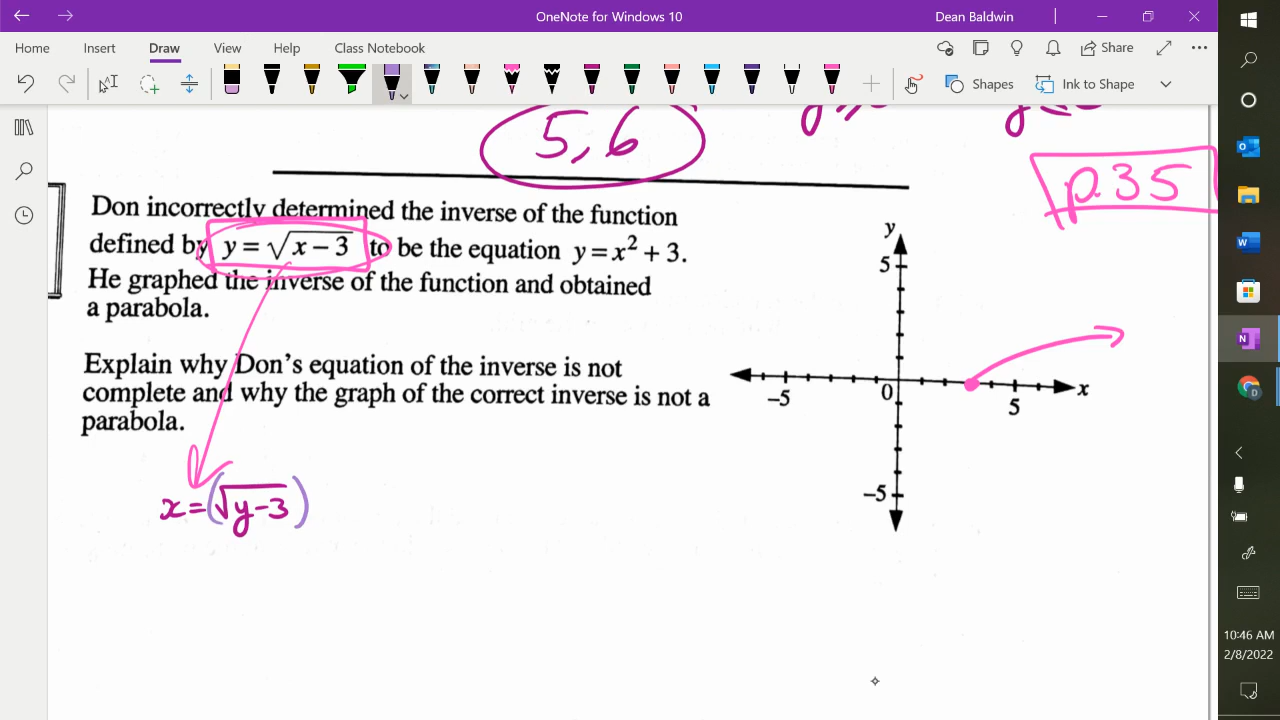 OneNote for Windows 10
Dean Baldwin
Home Insert Draw View Help Class Notebook
Share
Shapes
Ink to Shape
5, 6
p.35
Don incorrectly determined the inverse of the function
defined by y = √x − 3 to be the equation y = x² + 3.
He graphed the inverse of the function and obtained
a parabola.
Explain why Don's equation of the inverse is not
complete and why the graph of the correct inverse is not a
parabola.
x = (√y−3)
y
5
−5
0
5
x
−5
10:46 AM
2/8/2022